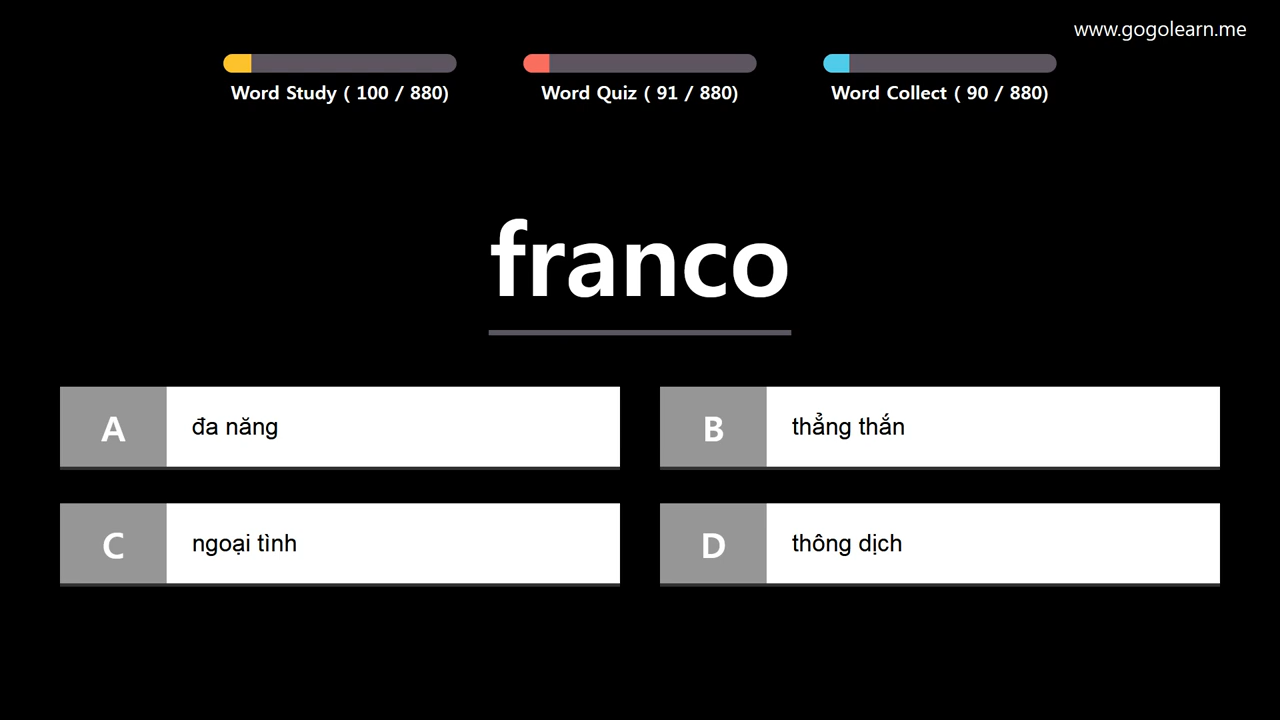 www.gogolearn.me
Word Study ( 100 / 880)
Word Quiz ( 91 / 880)
Word Collect ( 90 / 880)
franco
A
đa năng
B
thẳng thắn
C
ngoại tình
D
thông dịch